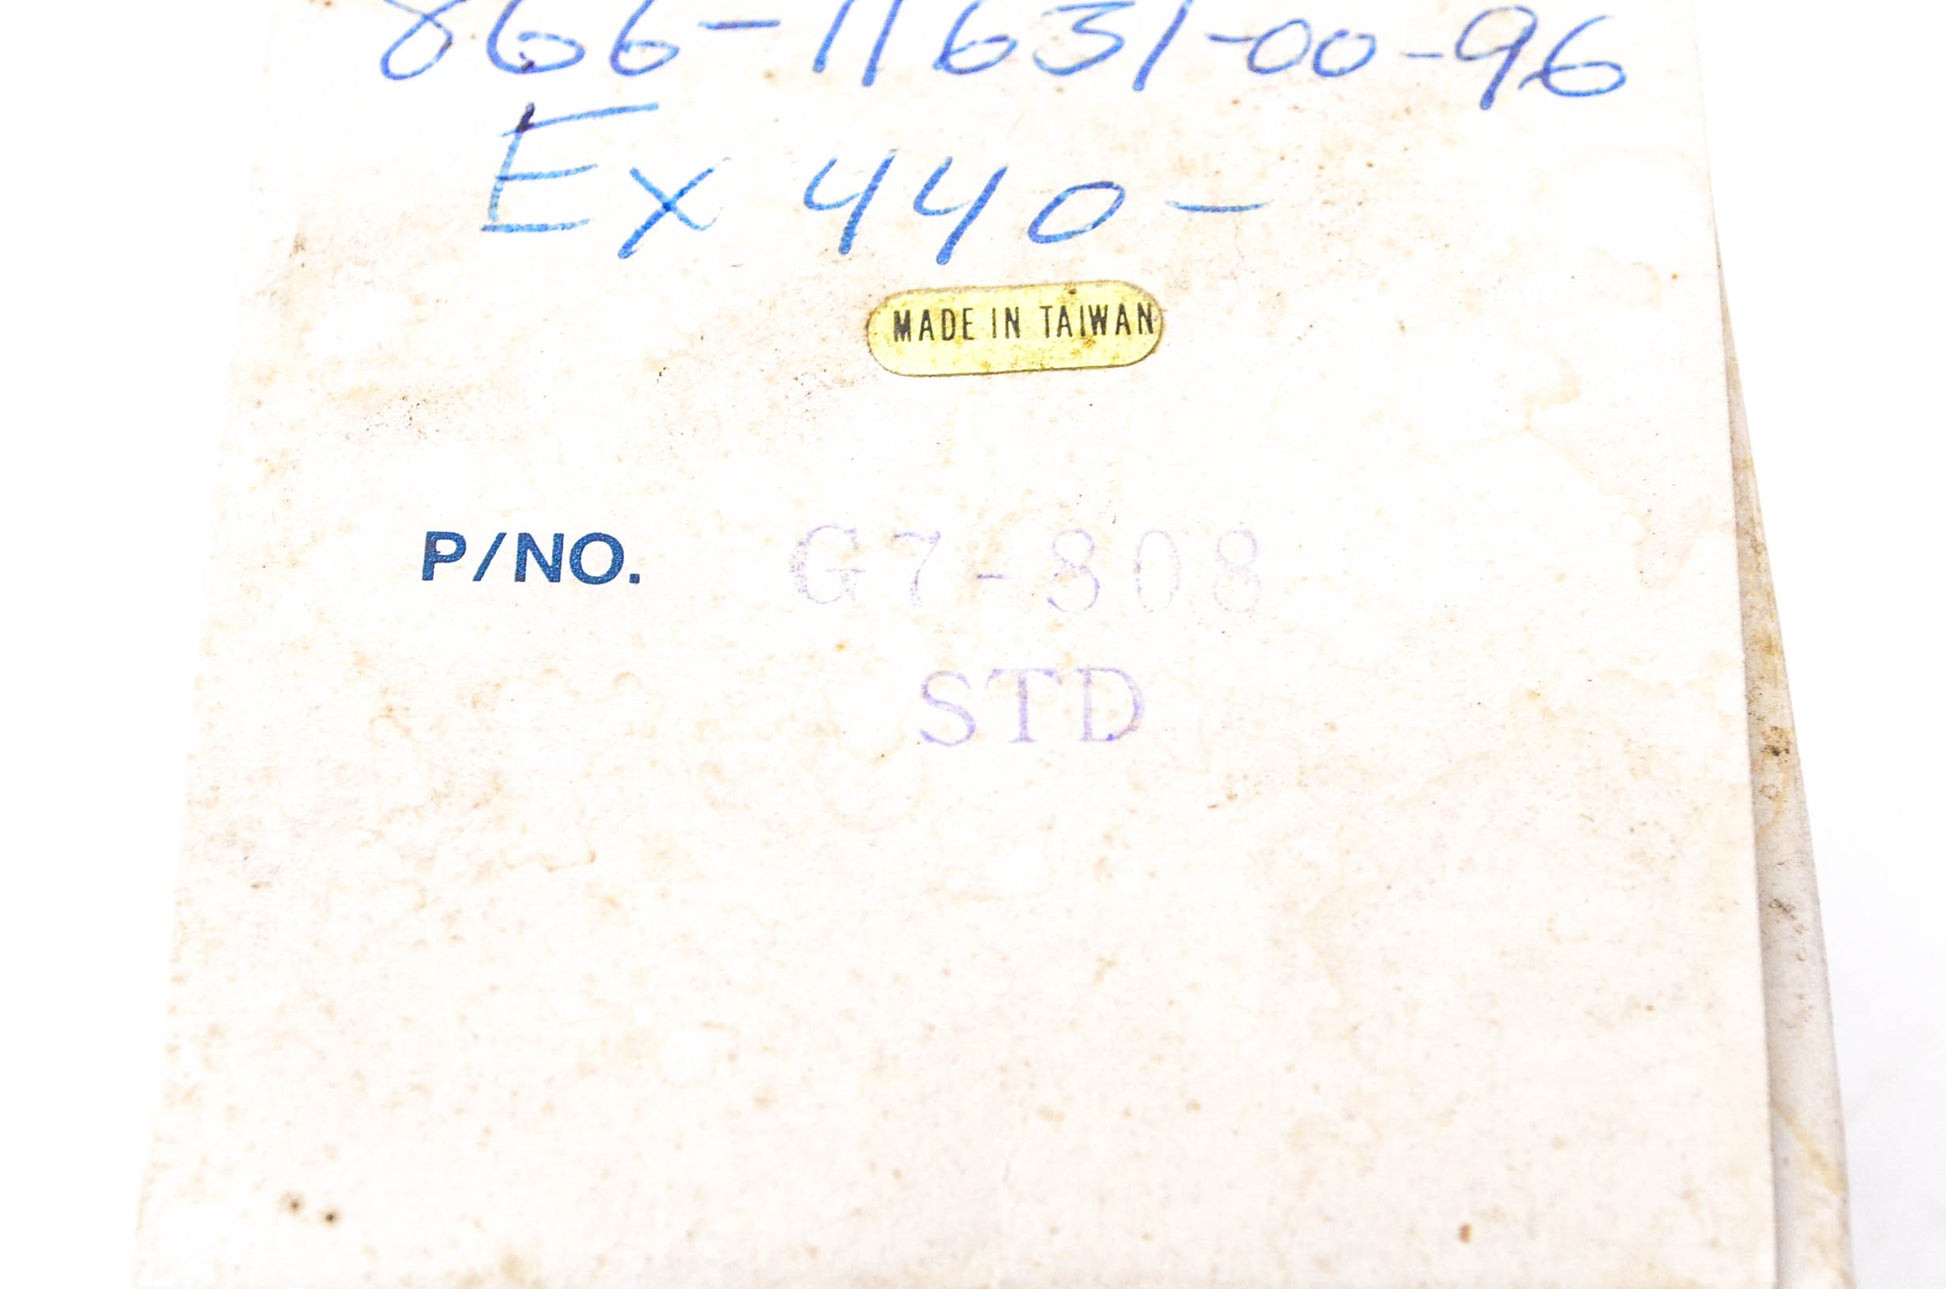 866-11631-00-96
Ex 440-
MADE IN TAIWAN
P/NO. G7-808
STD